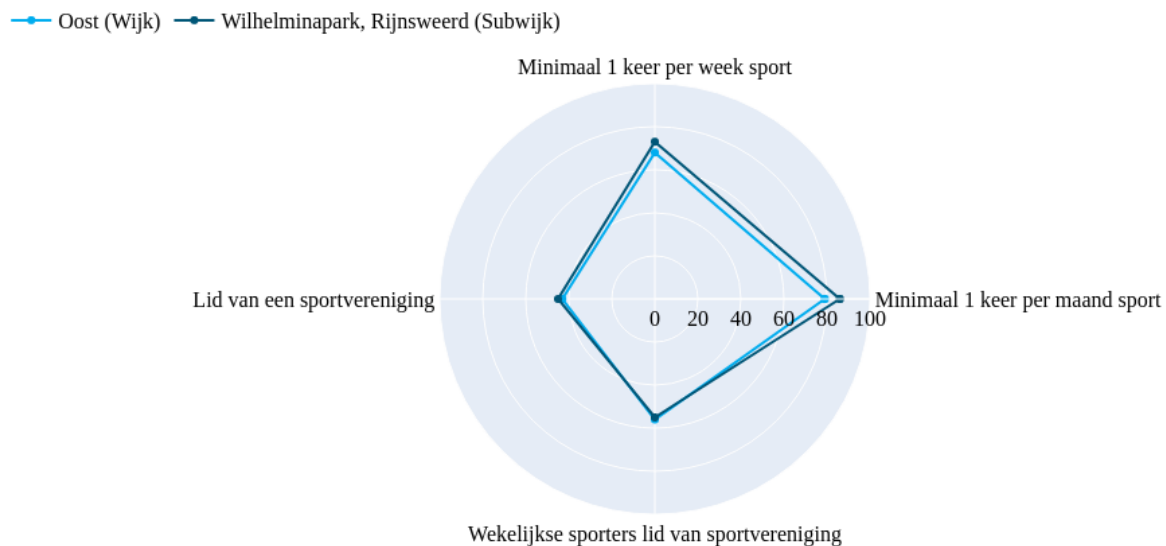 Oost (Wijk)
Wilhelminapark, Rijnsweerd (Subwijk)
Minimaal 1 keer per week sport
Lid van een sportvereniging
Minimaal 1 keer per maand sport
0 20 40 60 80 100
Wekelijkse sporters lid van sportvereniging